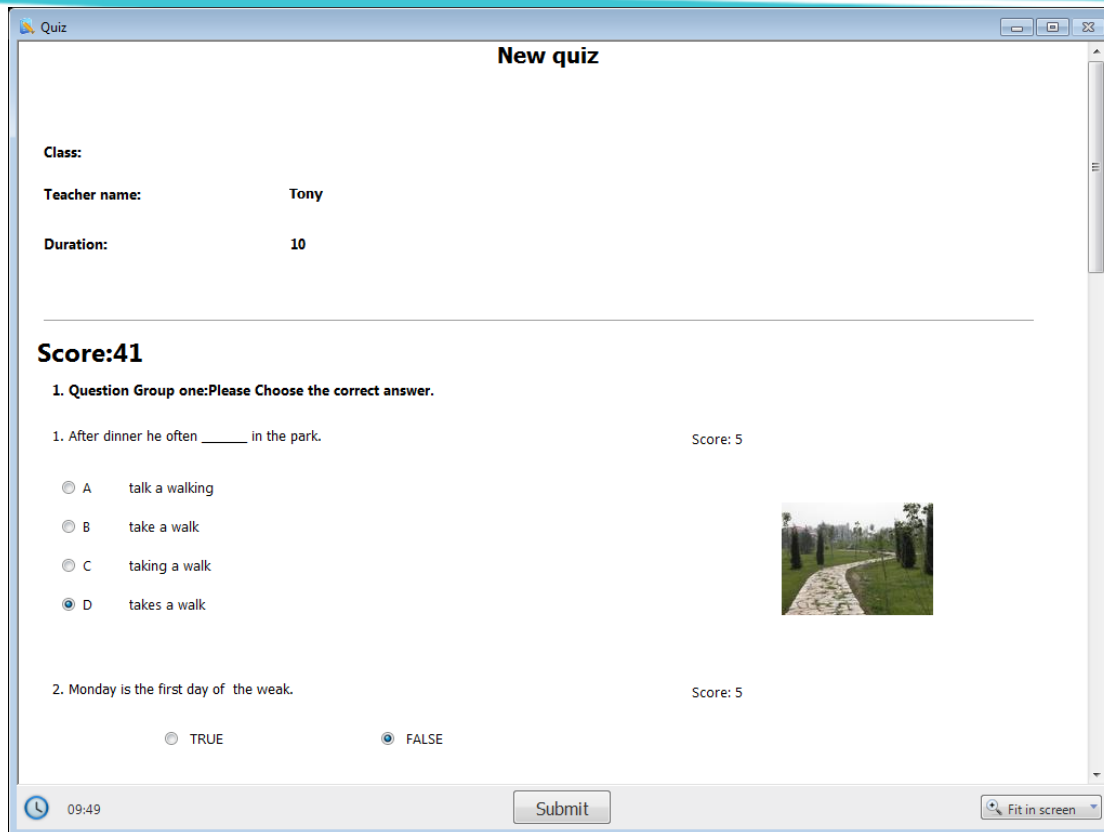 Quiz
New quiz
Class:
Teacher name: Tony
Duration: 10
Score:41
1. Question Group one:Please Choose the correct answer.
1. After dinner he often ______ in the park. Score: 5
A talk a walking
B take a walk
C taking a walk
D takes a walk
2. Monday is the first day of the weak. Score: 5
TRUE FALSE
09:49 Submit Fit in screen